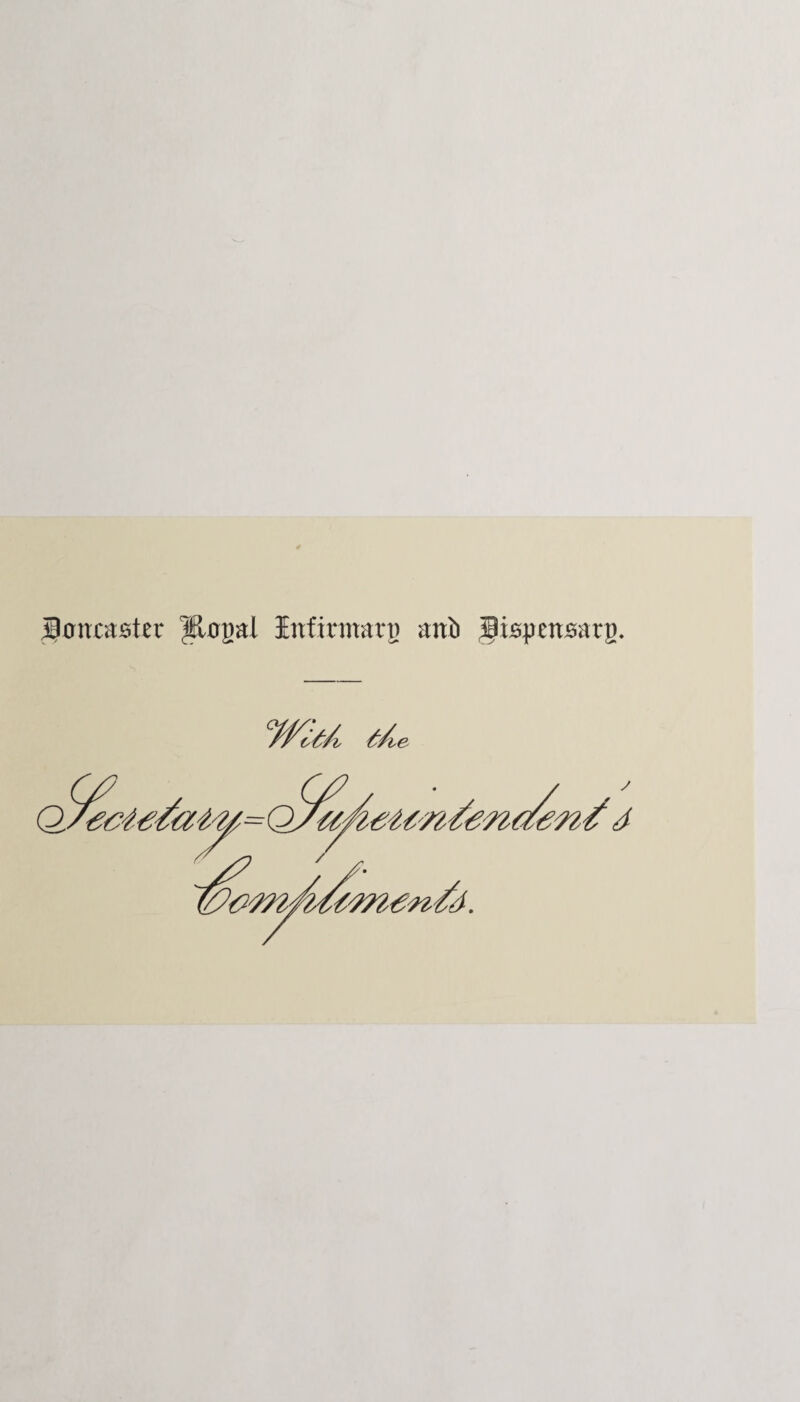 Doncaster Royal Infirmary and Dispensary.
With the
Secretary=Superintendent's
Compliments.